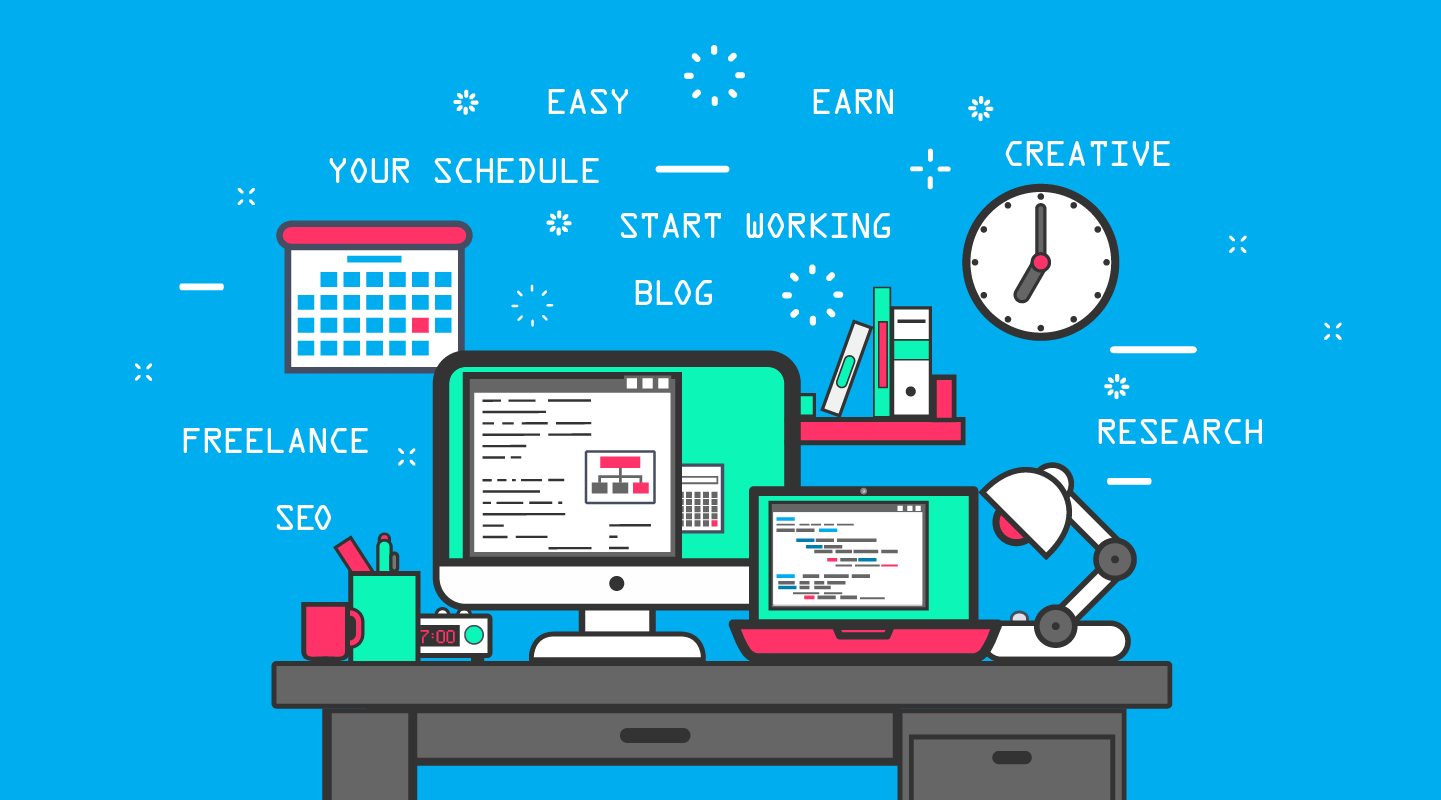 EASY
EARN
CREATIVE
YOUR SCHEDULE
START WORKING
BLOG
FREELANCE
RESEARCH
SEO
7:00